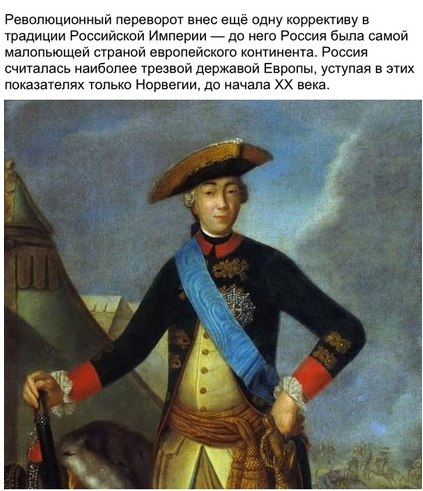 Революционный переворот внес ещё одну коррективу в
традиции Российской Империи — до него Россия была самой
малопьющей страной европейского континента. Россия
считалась наиболее трезвой державой Европы, уступая в этих
показателях только Норвегии, до начала XX века.